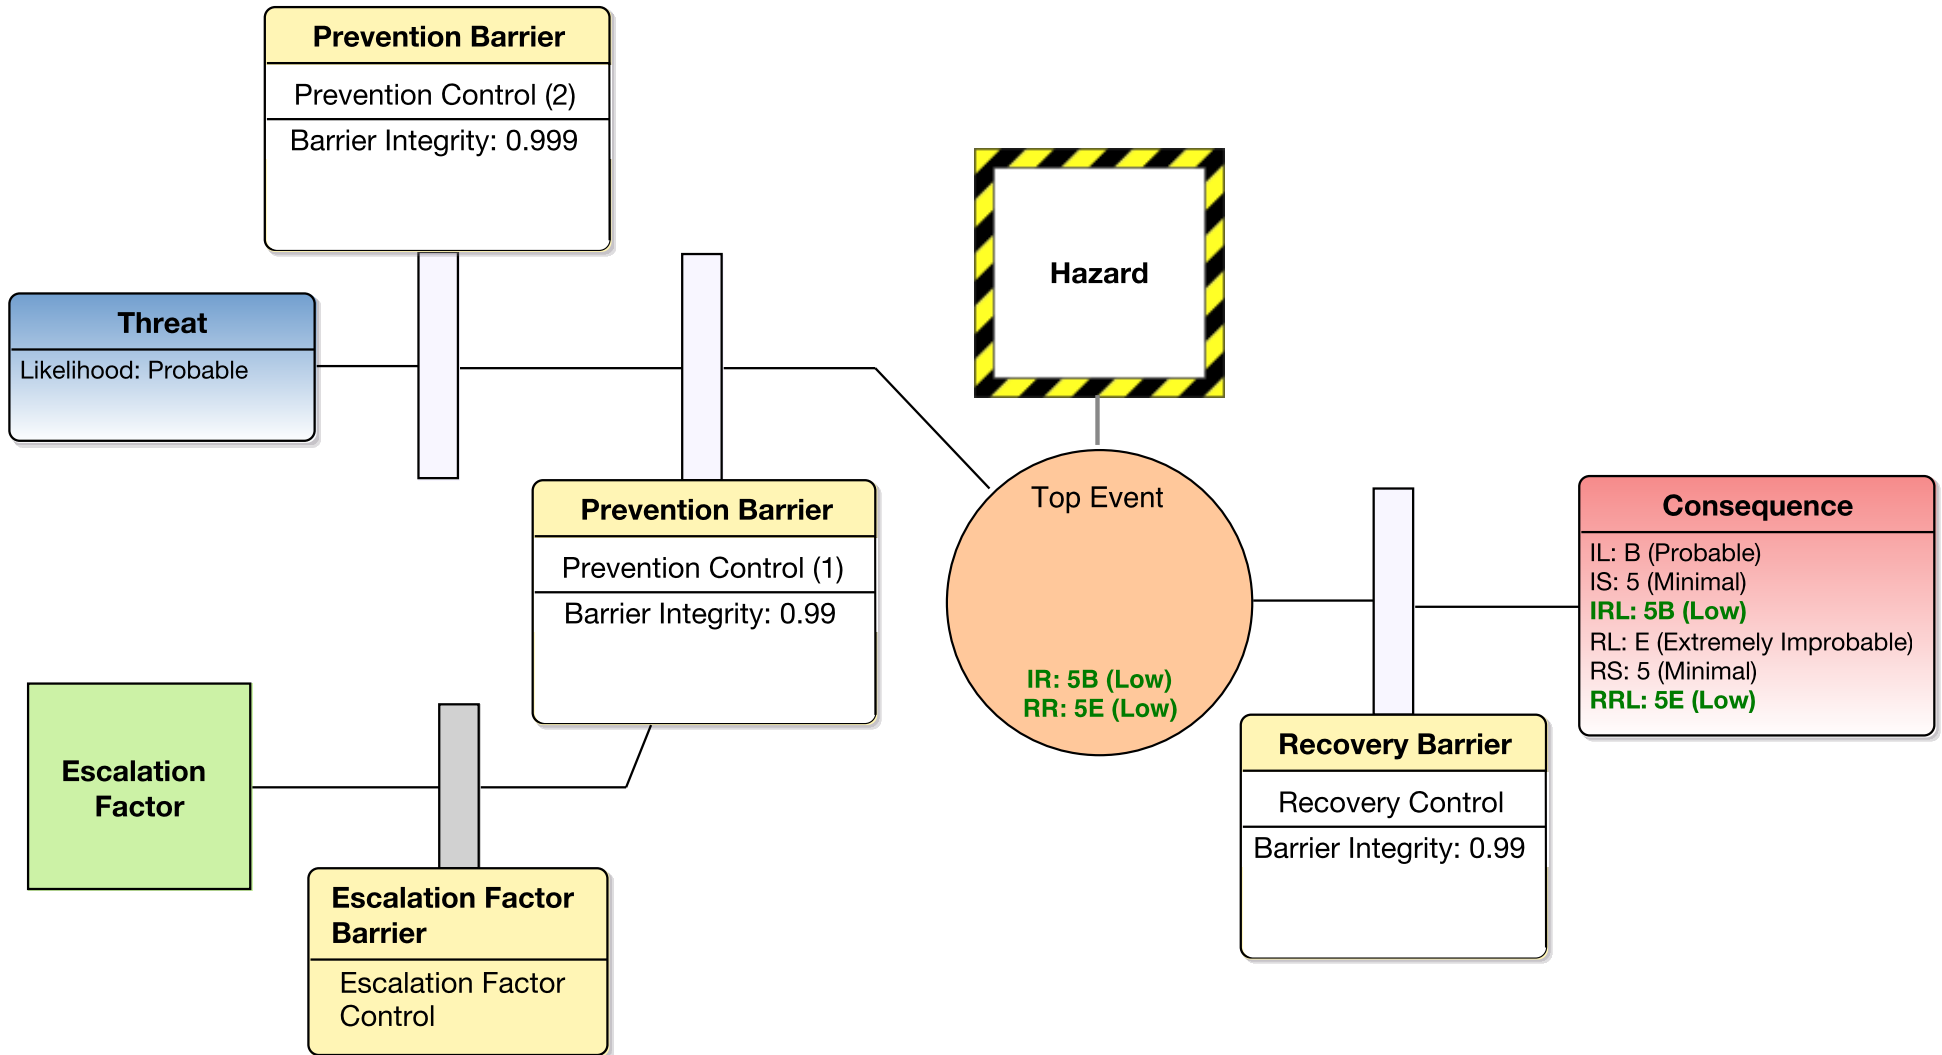 Prevention Barrier
Prevention Control (2)
Barrier Integrity: 0.999
Threat
Likelihood: Probable
Prevention Barrier
Prevention Control (1)
Barrier Integrity: 0.99
Escalation
Factor
Escalation Factor
Barrier
Escalation Factor
Control
Hazard
Top Event
IR: 5B (Low)
RR: 5E (Low)
Recovery Barrier
Recovery Control
Barrier Integrity: 0.99
Consequence
IL: B (Probable)
IS: 5 (Minimal)
IRL: 5B (Low)
RL: E (Extremely Improbable)
RS: 5 (Minimal)
RRL: 5E (Low)